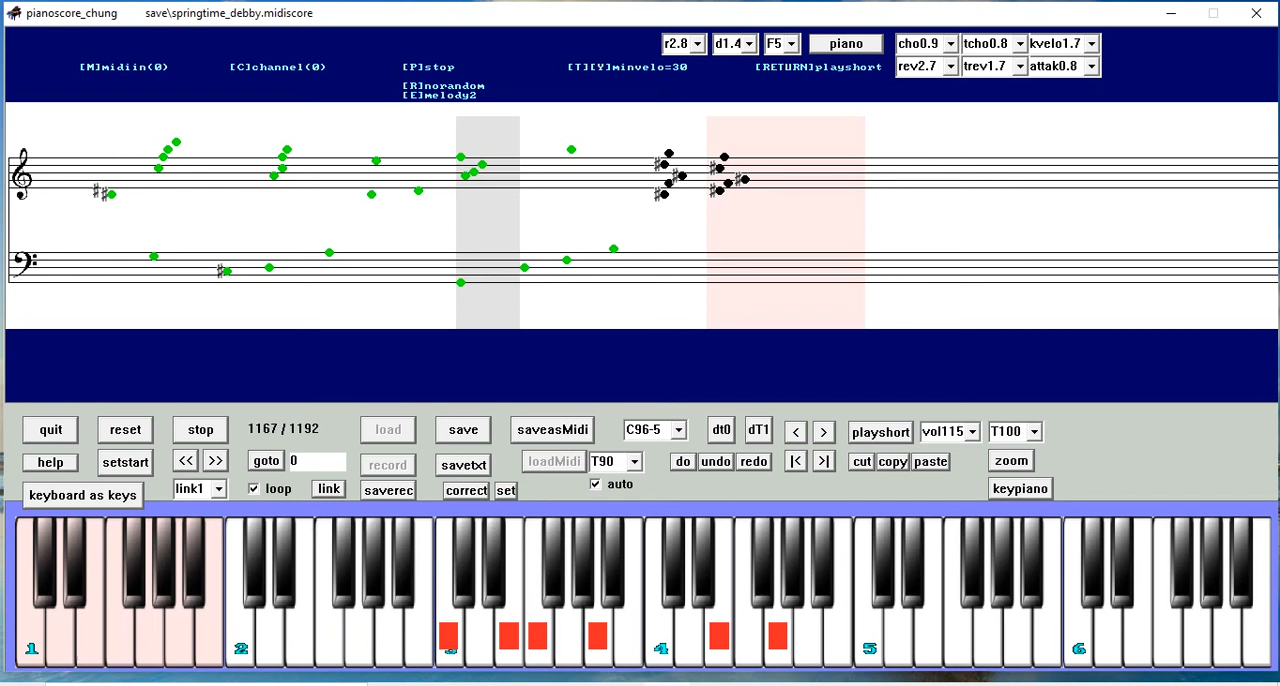 pianoscore_chung save\springtime_debby.midiscore
r2.8 d1.4 F5 piano cho0.9 tcho0.8 kvelo1.7
[M]midiin(0) [C]channel(0) [P]stop [T][Y]minvelo=30 [RETURN]playshort rev2.7 trev1.7 attak0.8
[R]norandom
[E]melody2
quit reset stop 1167 / 1192 load save saveasMidi C96-5 dt0 dT1 < > playshort vol115 T100
help setstart << >> goto 0 record savetxt loadMidi T90 do undo redo |< >| cut copy paste zoom
keyboard as keys link1 loop link saverec correct set auto keypiano
1 2 3 4 5 6